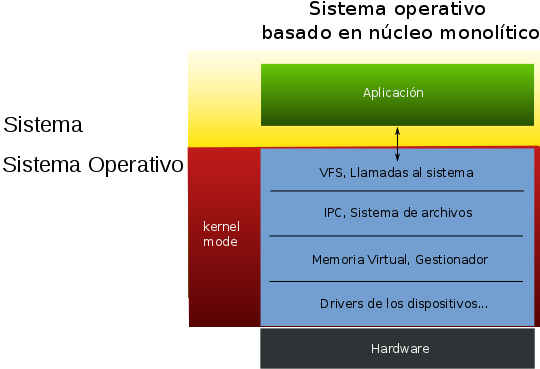 Sistema operativo
basado en núcleo monolítico
Aplicación
Sistema
Sistema Operativo
VFS, Llamadas al sistema
IPC, Sistema de archivos
kernel
mode
Memoria Virtual, Gestionador
Drivers de los dispositivos...
Hardware